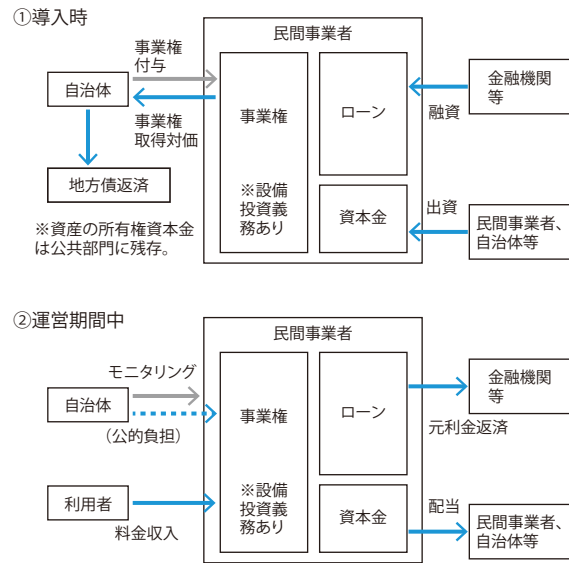 ①導入時
民間事業者
事業権
付与
自治体
事業権
取得対価
地方債返済
※資産の所有権資本金
は公共部門に残存。
事業権
※設備
投資義
務あり
ローン
資本金
融資
金融機関
等
出資
民間事業者、
自治体等
②運営期間中
民間事業者
モニタリング
自治体
（公的負担）
利用者
料金収入
事業権
※設備
投資義
務あり
ローン
資本金
金融機関
等
元利金返済
配当
民間事業者、
自治体等